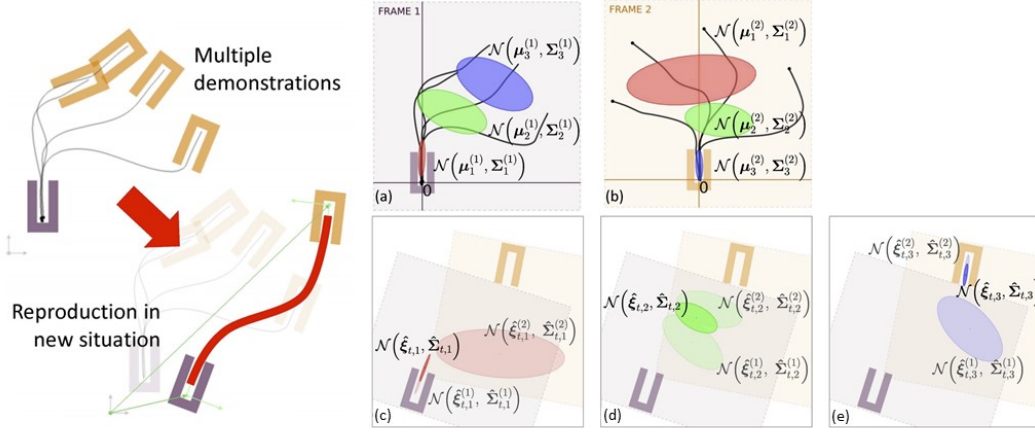 Multiple
demonstrations
Reproduction in
new situation
FRAME 1
𝒩(μ₃⁽¹⁾, Σ₃⁽¹⁾)
𝒩(μ₂⁽¹⁾, Σ₂⁽¹⁾)
𝒩(μ₁⁽¹⁾, Σ₁⁽¹⁾)
0
(a)
FRAME 2
𝒩(μ₁⁽²⁾, Σ₁⁽²⁾)
𝒩(μ₂⁽²⁾, Σ₂⁽²⁾)
𝒩(μ₃⁽²⁾, Σ₃⁽²⁾)
0
(b)
𝒩(ξ̂ₜ,₁⁽²⁾, Σ̂ₜ,₁⁽²⁾)
𝒩(ξ̂ₜ,₁, Σ̂ₜ,₁)
𝒩(ξ̂ₜ,₁⁽¹⁾, Σ̂ₜ,₁⁽¹⁾)
(c)
𝒩(ξ̂ₜ,₂, Σ̂ₜ,₂) 𝒩(ξ̂ₜ,₂⁽²⁾, Σ̂ₜ,₂⁽²⁾)
𝒩(ξ̂ₜ,₂⁽¹⁾, Σ̂ₜ,₂⁽¹⁾)
(d)
𝒩(ξ̂ₜ,₃⁽²⁾, Σ̂ₜ,₃⁽²⁾)
𝒩(ξ̂ₜ,₃, Σ̂ₜ,₃)
𝒩(ξ̂ₜ,₃⁽¹⁾, Σ̂ₜ,₃⁽¹⁾)
(e)